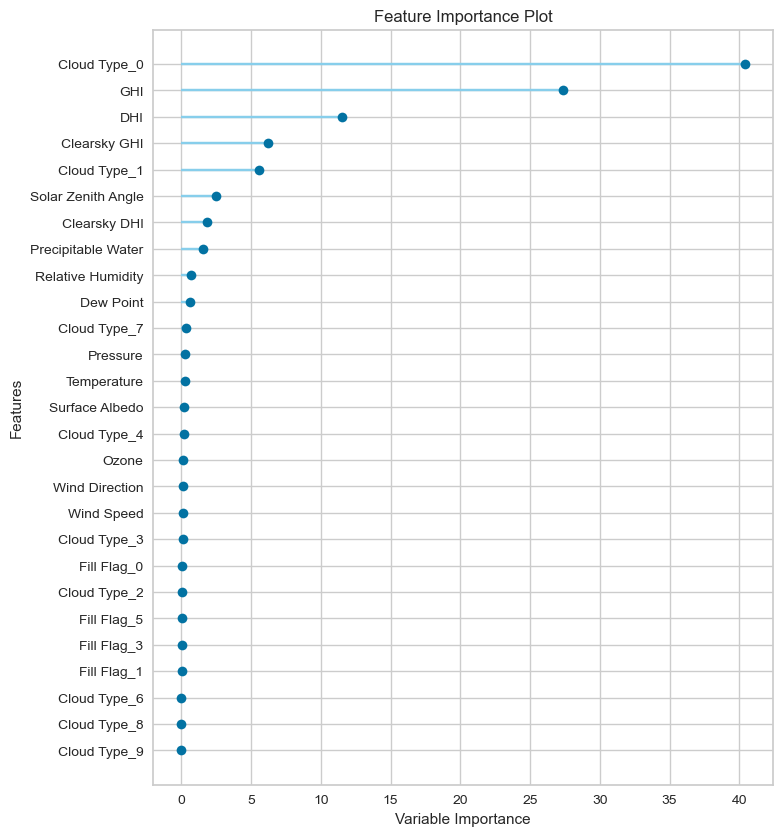 Feature Importance Plot
Cloud Type_0
GHI
DHI
Clearsky GHI
Cloud Type_1
Solar Zenith Angle
Clearsky DHI
Precipitable Water
Relative Humidity
Dew Point
Cloud Type_7
Pressure
Temperature
Surface Albedo
Cloud Type_4
Ozone
Wind Direction
Wind Speed
Cloud Type_3
Fill Flag_0
Cloud Type_2
Fill Flag_5
Fill Flag_3
Fill Flag_1
Cloud Type_6
Cloud Type_8
Cloud Type_9
Features
0 5 10 15 20 25 30 35 40
Variable Importance